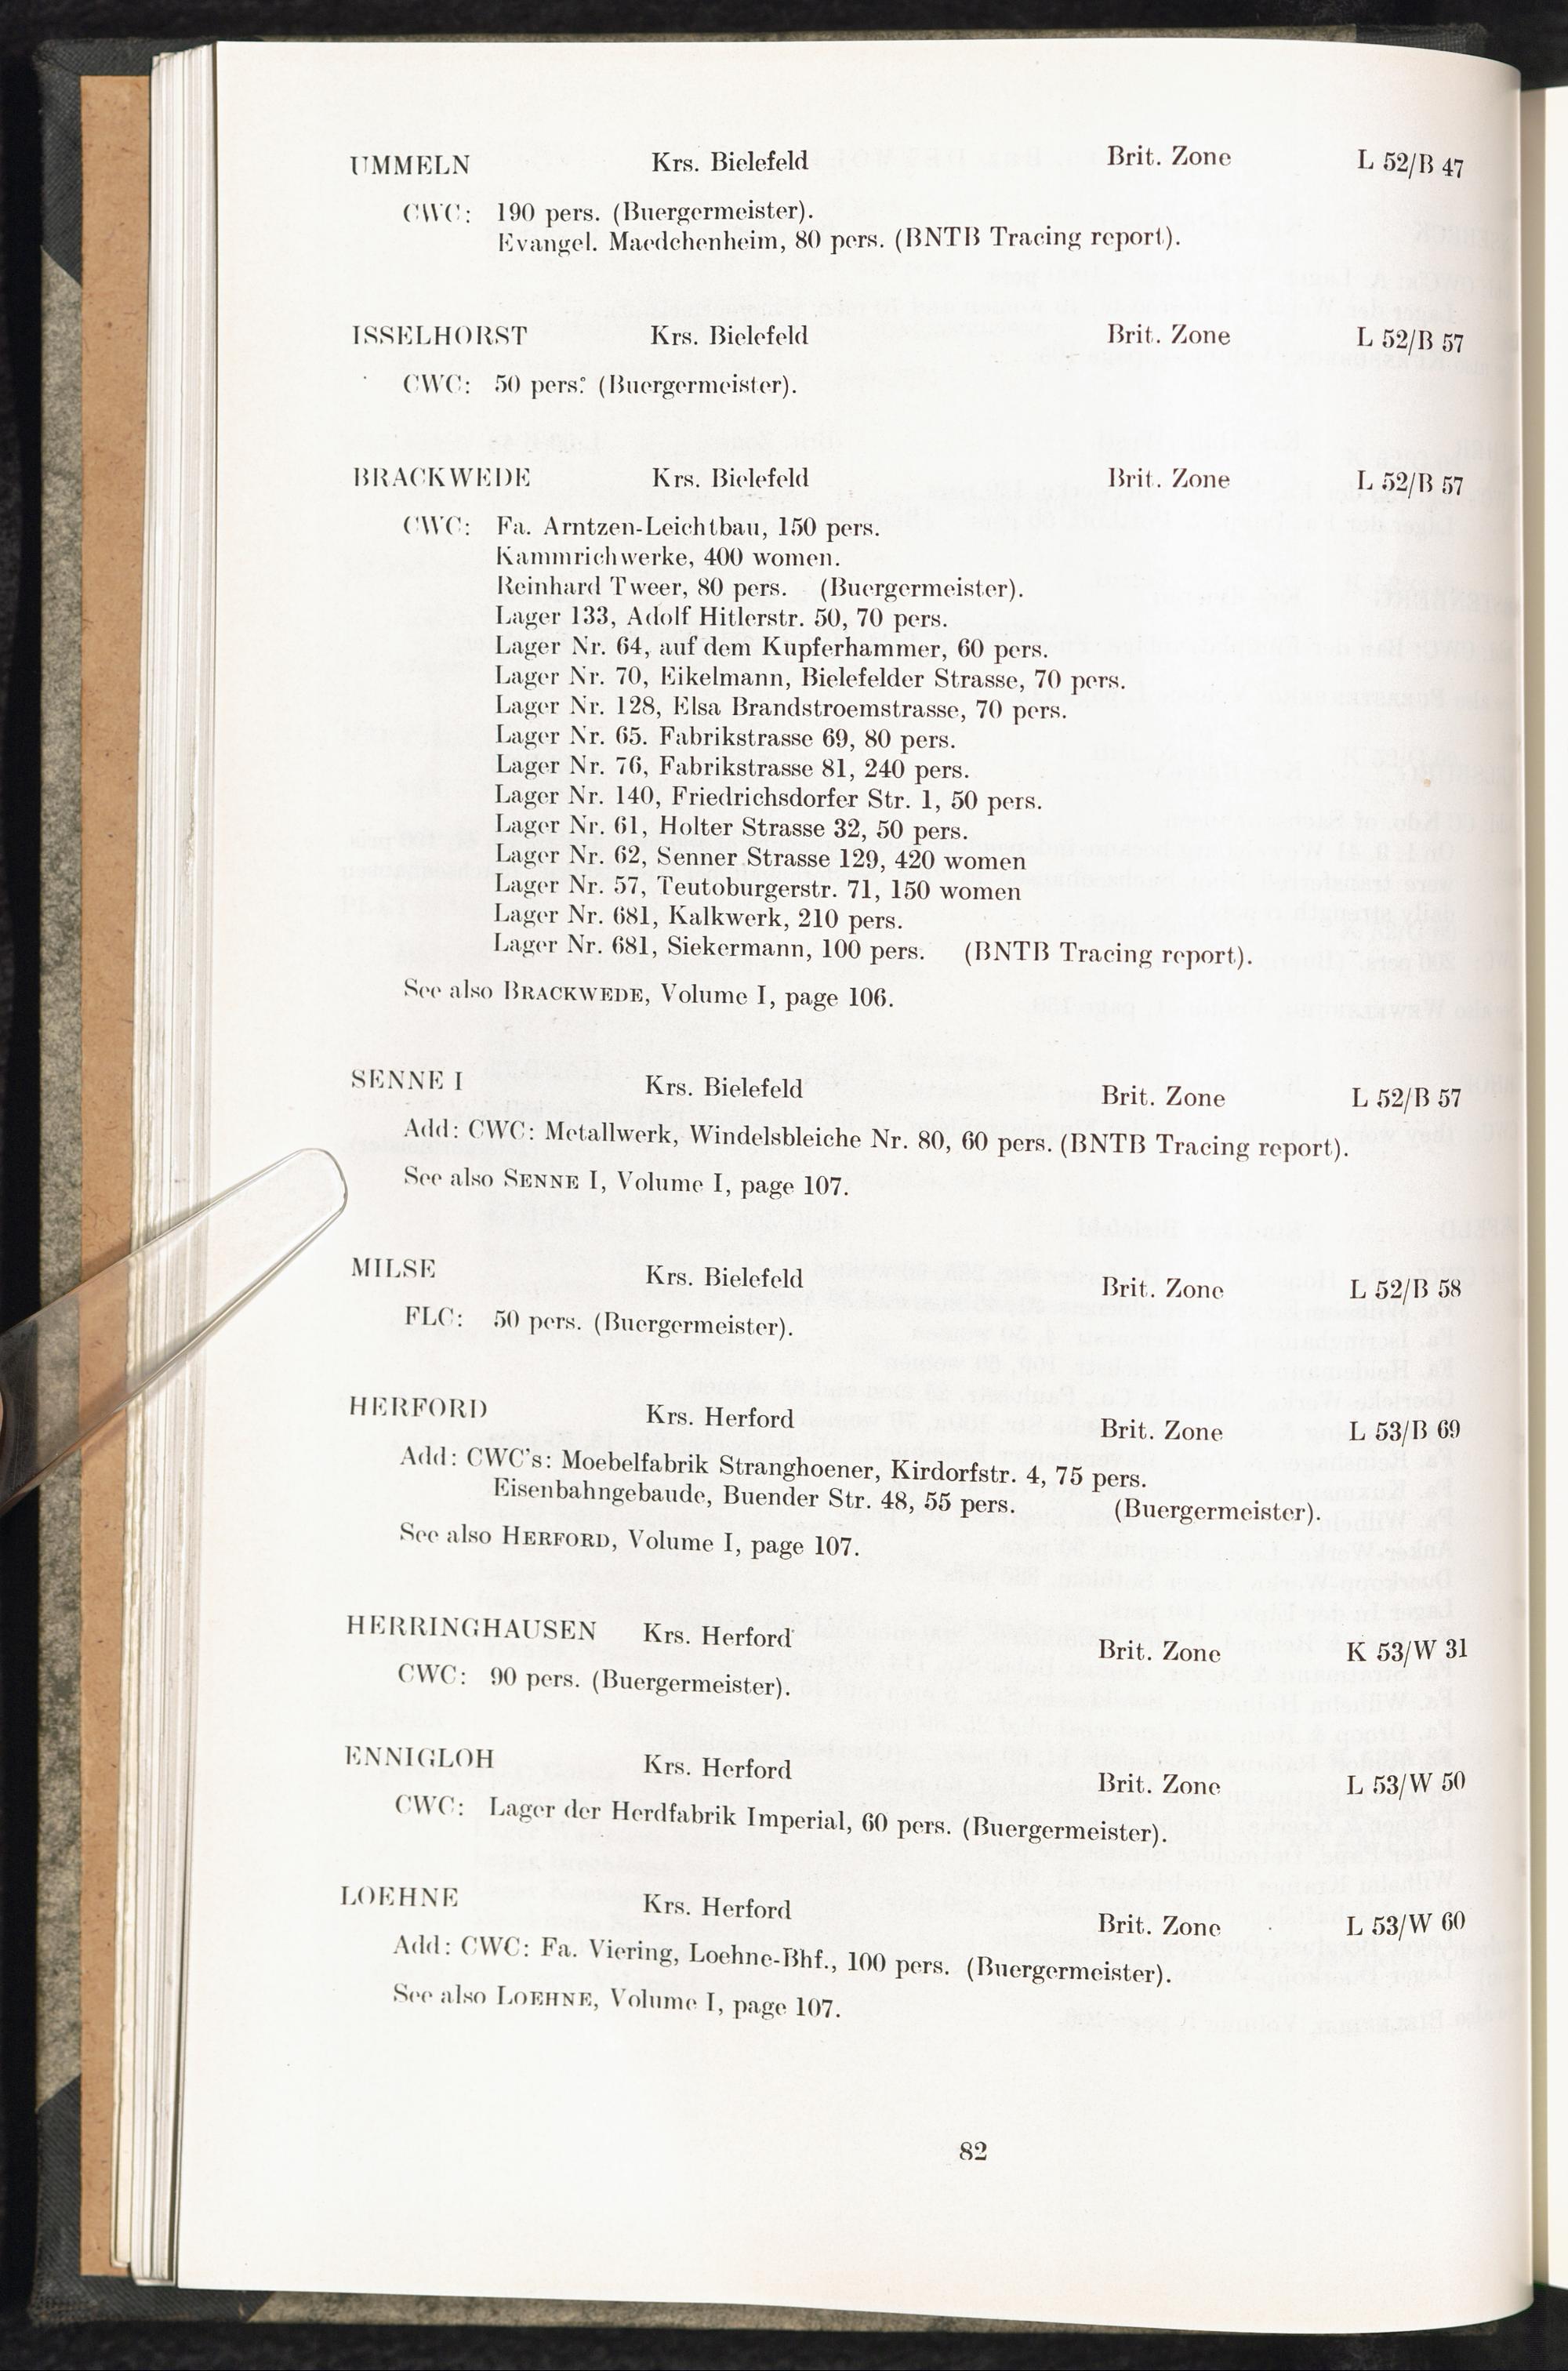 UMMELN Krs. Bielefeld Brit. Zone L 52/B 47
CWC: 190 pers. (Buergermeister).
Evangel. Maedchenheim, 80 pers. (BNTB Tracing report).
ISSELHORST Krs. Bielefeld Brit. Zone L 52/B 57
CWC: 50 pers. (Buergermeister).
BRACKWEDE Krs. Bielefeld Brit. Zone L 52/B 57
CWC: Fa. Arntzen-Leichtbau, 150 pers.
Kammrichwerke, 400 women.
Reinhard Tweer, 80 pers. (Buergermeister).
Lager 133, Adolf Hitlerstr. 50, 70 pers.
Lager Nr. 64, auf dem Kupferhammer, 60 pers.
Lager Nr. 70, Eikelmann, Bielefelder Strasse, 70 pers.
Lager Nr. 128, Elsa Brandstroemstrasse, 70 pers.
Lager Nr. 65. Fabrikstrasse 69, 80 pers.
Lager Nr. 76, Fabrikstrasse 81, 240 pers.
Lager Nr. 140, Friedrichsdorfer Str. 1, 50 pers.
Lager Nr. 61, Holter Strasse 32, 50 pers.
Lager Nr. 62, Senner Strasse 129, 420 women
Lager Nr. 57, Teutoburgerstr. 71, 150 women
Lager Nr. 681, Kalkwerk, 210 pers.
Lager Nr. 681, Siekermann, 100 pers. (BNTB Tracing report).
See also BRACKWEDE, Volume I, page 106.
SENNE I Krs. Bielefeld Brit. Zone L 52/B 57
Add: CWC: Metallwerk, Windelsbleiche Nr. 80, 60 pers. (BNTB Tracing report).
See also SENNE I, Volume I, page 107.
MILSE Krs. Bielefeld Brit. Zone L 52/B 58
FLC: 50 pers. (Buergermeister).
HERFORD Krs. Herford Brit. Zone L 53/B 69
Add: CWC's: Moebelfabrik Stranghoener, Kirdorfstr. 4, 75 pers.
Eisenbahngebaude, Buender Str. 48, 55 pers. (Buergermeister).
See also HERFORD, Volume I, page 107.
HERRINGHAUSEN Krs. Herford Brit. Zone K 53/W 31
CWC: 90 pers. (Buergermeister).
ENNIGLOH Krs. Herford Brit. Zone L 53/W 50
CWC: Lager der Herdfabrik Imperial, 60 pers. (Buergermeister).
LOEHNE Krs. Herford Brit. Zone L 53/W 60
Add: CWC: Fa. Viering, Loehne-Bhf., 100 pers. (Buergermeister).
See also LOEHNE, Volume I, page 107.
82